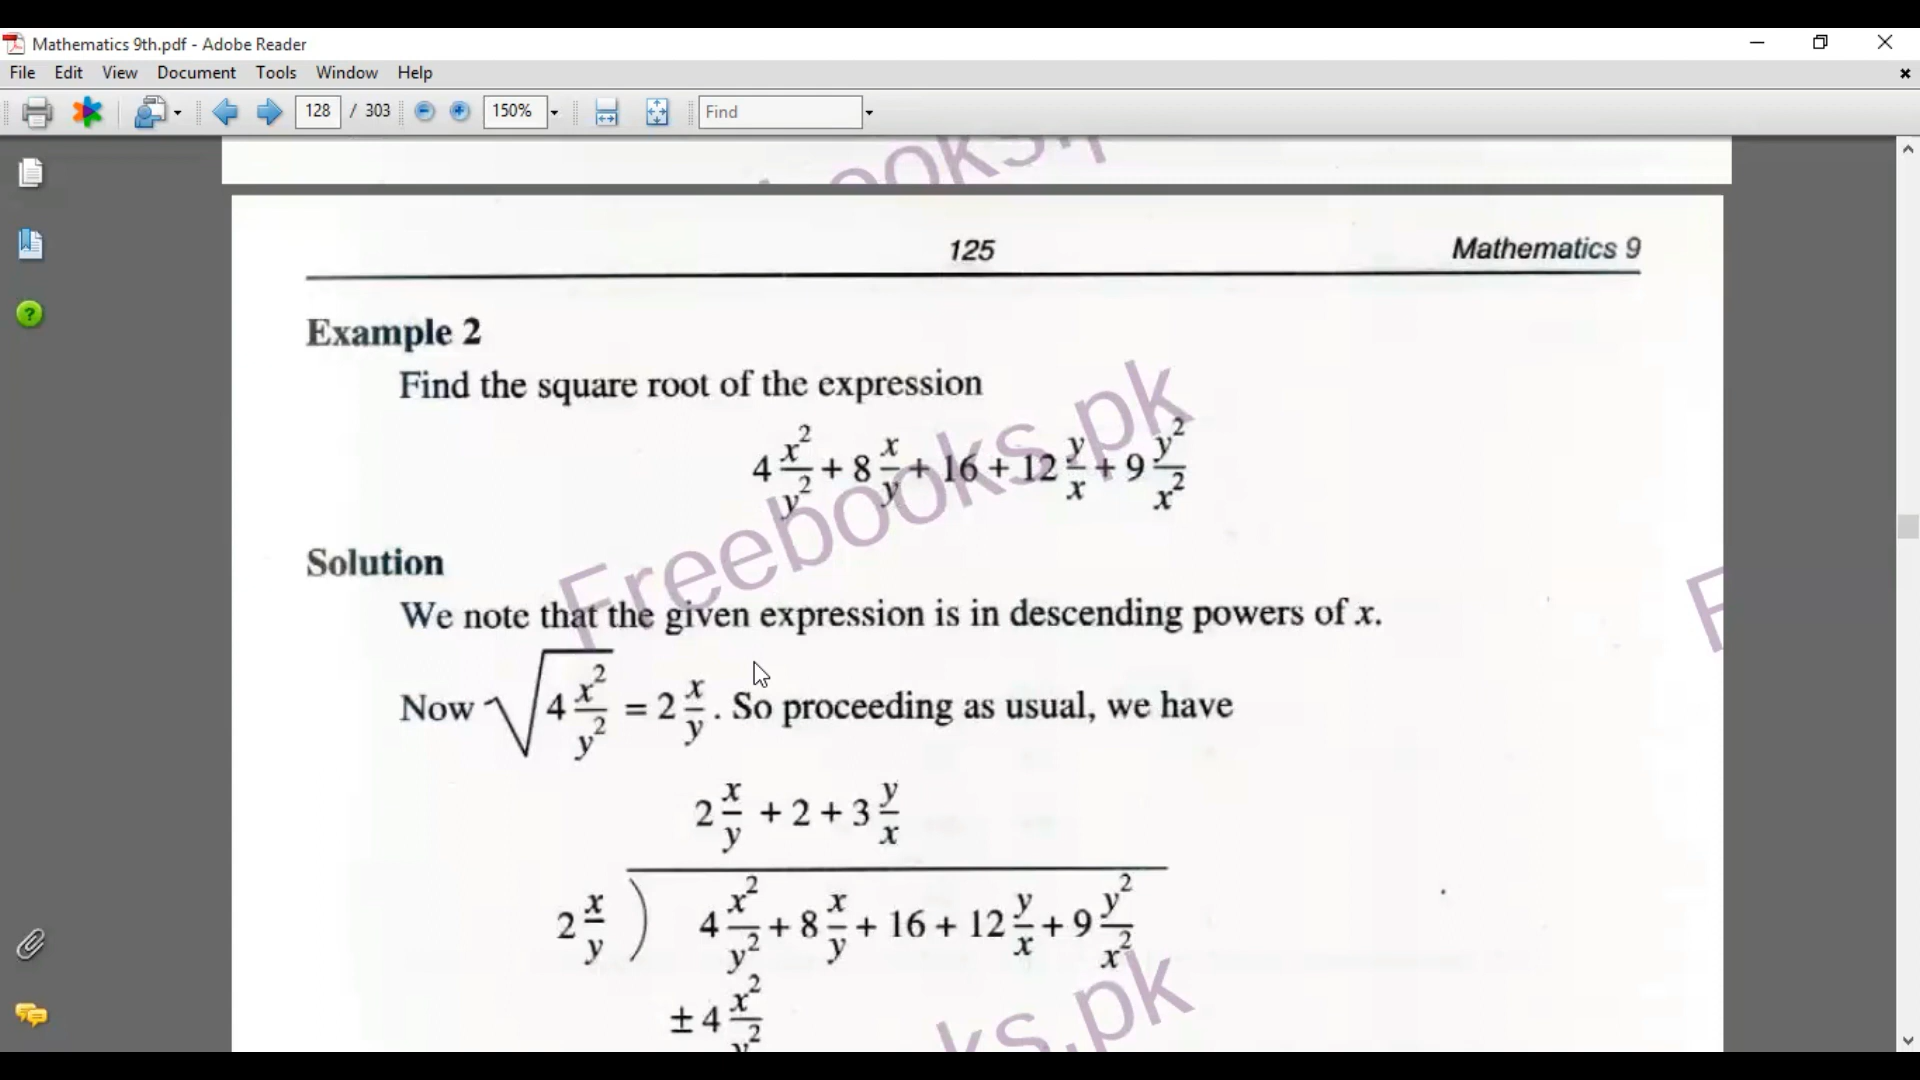 Mathematics 9th.pdf - Adobe Reader
File Edit View Document Tools Window Help
128 / 303 150% Find
125 Mathematics 9
Example 2
Find the square root of the expression
4 x²/y² + 8 x/y + 16 + 12 y/x + 9 y²/x²
Solution
We note that the given expression is in descending powers of x.
Now √(4 x²/y²) = 2 x/y . So proceeding as usual, we have
2 x/y + 2 + 3 y/x
2 x/y ) 4 x²/y² + 8 x/y + 16 + 12 y/x + 9 y²/x²
± 4 x²/y²
Freebooks.pk
ooks.p
ks.pk
F